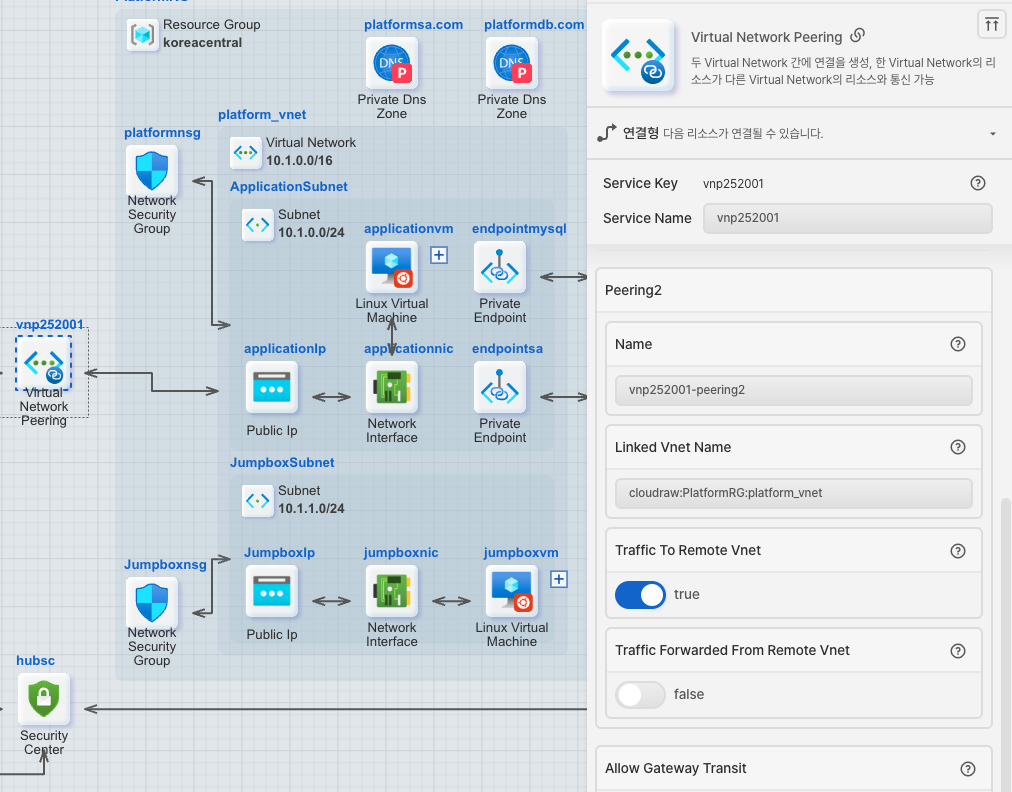 PlatformRG
Resource Group
koreacentral
platformsa.com
DNS
P
Private Dns
Zone
platformdb.com
DNS
P
Private Dns
Zone
platform_vnet
Virtual Network
10.1.0.0/16
platformnsg
Network
Security
Group
ApplicationSubnet
Subnet
10.1.0.0/24
applicationvm
Linux Virtual
Machine
endpointmysql
Private
Endpoint
vnp252001
Virtual
Network
Peering
applicationIp
Public Ip
applicationnic
Network
Interface
endpointsa
Private
Endpoint
JumpboxSubnet
Subnet
10.1.1.0/24
Jumpboxnsg
Network
Security
Group
JumpboxIp
Public Ip
jumpboxnic
Network
Interface
jumpboxvm
Linux Virtual
Machine
hubsc
Security
Center
Virtual Network Peering
두 Virtual Network 간에 연결을 생성, 한 Virtual Network의 리
소스가 다른 Virtual Network의 리소스와 통신 가능
연결형 다음 리소스가 연결될 수 있습니다.
Service Key vnp252001
Service Name vnp252001
Peering2
Name
vnp252001-peering2
Linked Vnet Name
cloudraw:PlatformRG:platform_vnet
Traffic To Remote Vnet
true
Traffic Forwarded From Remote Vnet
false
Allow Gateway Transit